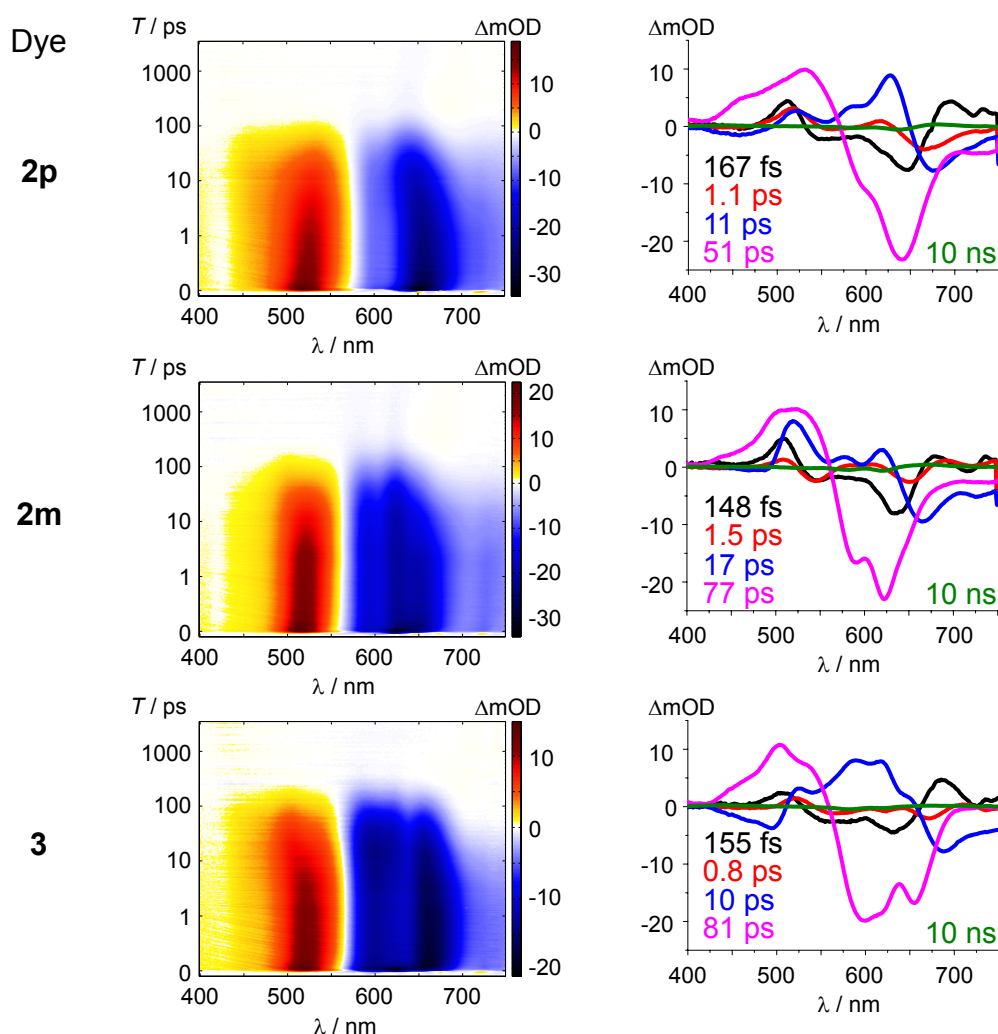 Dye
T / ps
ΔmOD
1000
100
10
1
0
10
0
-10
-20
-30
400 500 600 700
λ / nm
2p
ΔmOD
10
0
-10
-20
167 fs
1.1 ps
11 ps
51 ps
10 ns
400 500 600 700
λ / nm
T / ps
ΔmOD
1000
100
10
1
0
20
10
0
-10
-20
-30
400 500 600 700
λ / nm
2m
ΔmOD
10
0
-10
-20
148 fs
1.5 ps
17 ps
77 ps
10 ns
400 500 600 700
λ / nm
T / ps
ΔmOD
1000
100
10
1
0
10
0
-10
-20
400 500 600 700
λ / nm
3
ΔmOD
10
0
-10
-20
155 fs
0.8 ps
10 ps
81 ps
10 ns
400 500 600 700
λ / nm